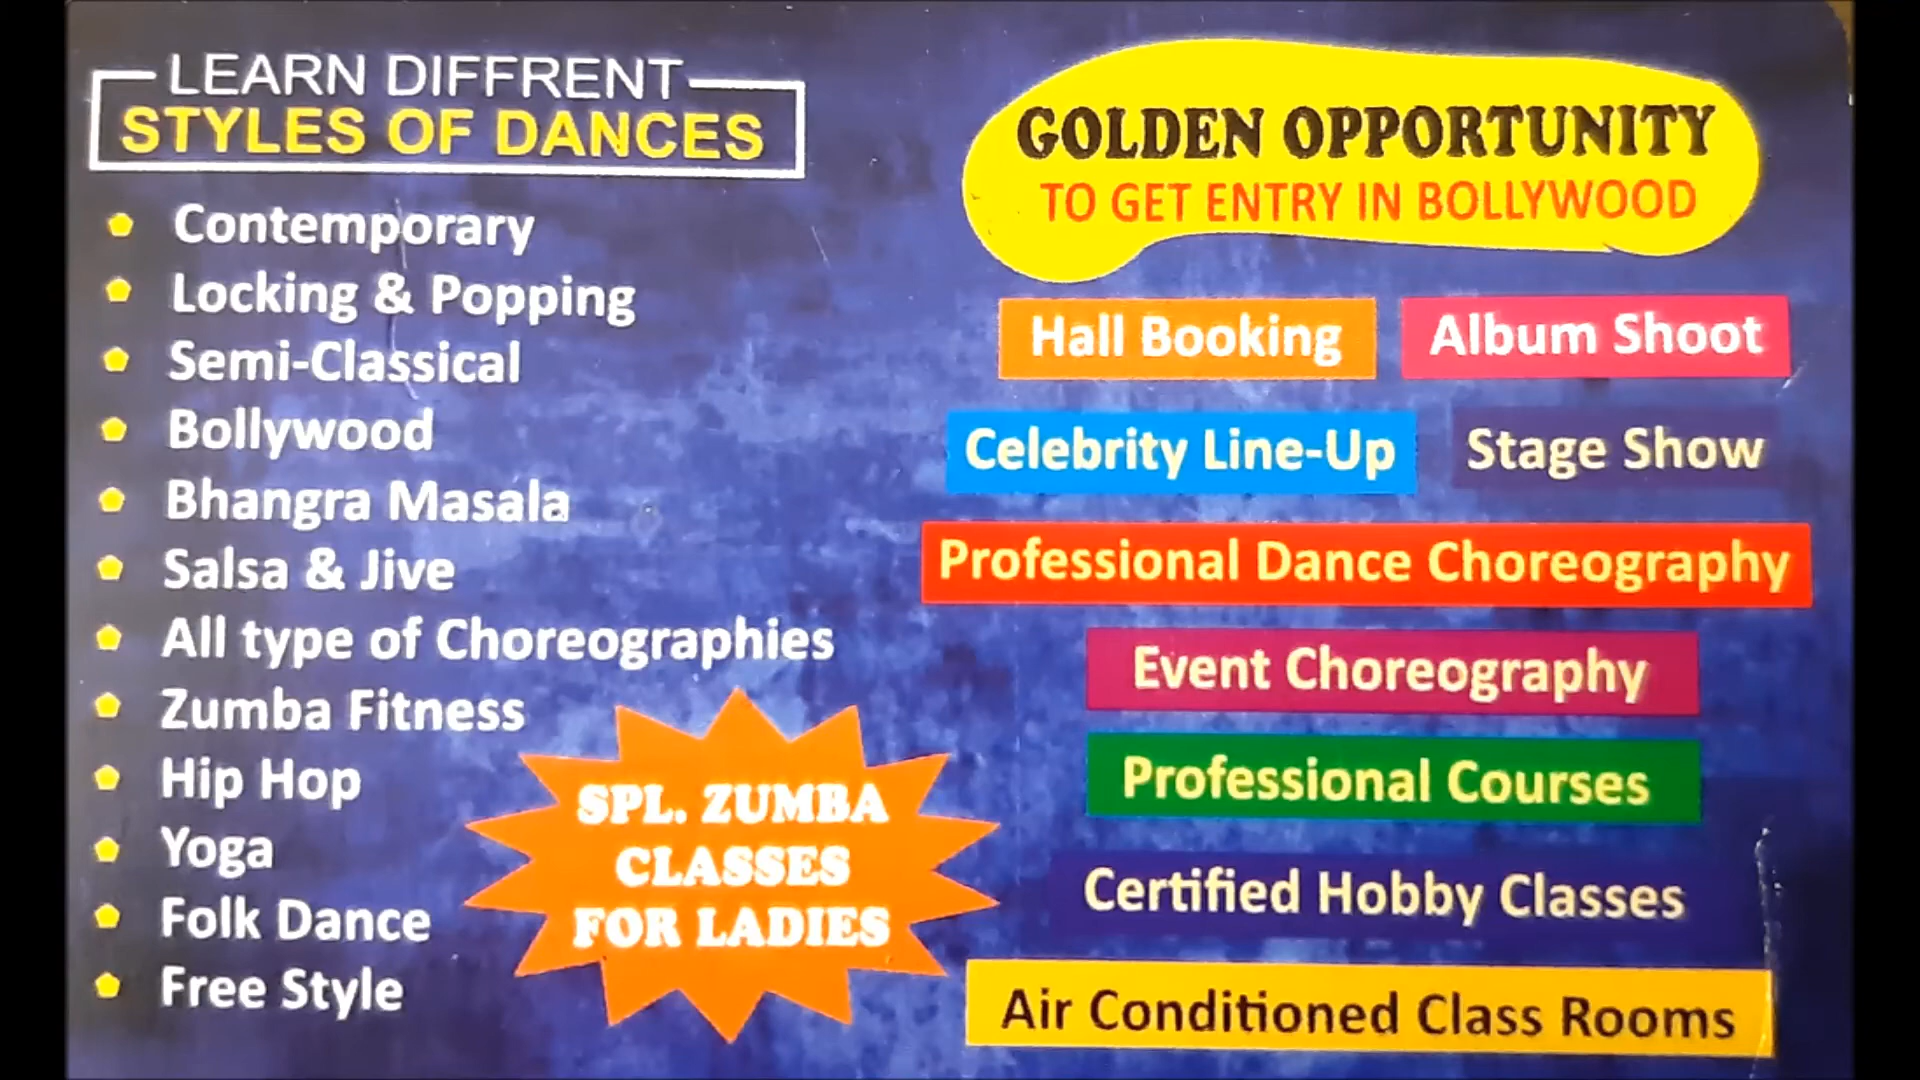 LEARN DIFFRENT
STYLES OF DANCES
Contemporary
Locking & Popping
Semi-Classical
Bollywood
Bhangra Masala
Salsa & Jive
All type of Choreographies
Zumba Fitness
Hip Hop
Yoga
Folk Dance
Free Style
SPL. ZUMBA
CLASSES
FOR LADIES
GOLDEN OPPORTUNITY
TO GET ENTRY IN BOLLYWOOD
Hall Booking
Album Shoot
Celebrity Line-Up
Stage Show
Professional Dance Choreography
Event Choreography
Professional Courses
Certified Hobby Classes
Air Conditioned Class Rooms